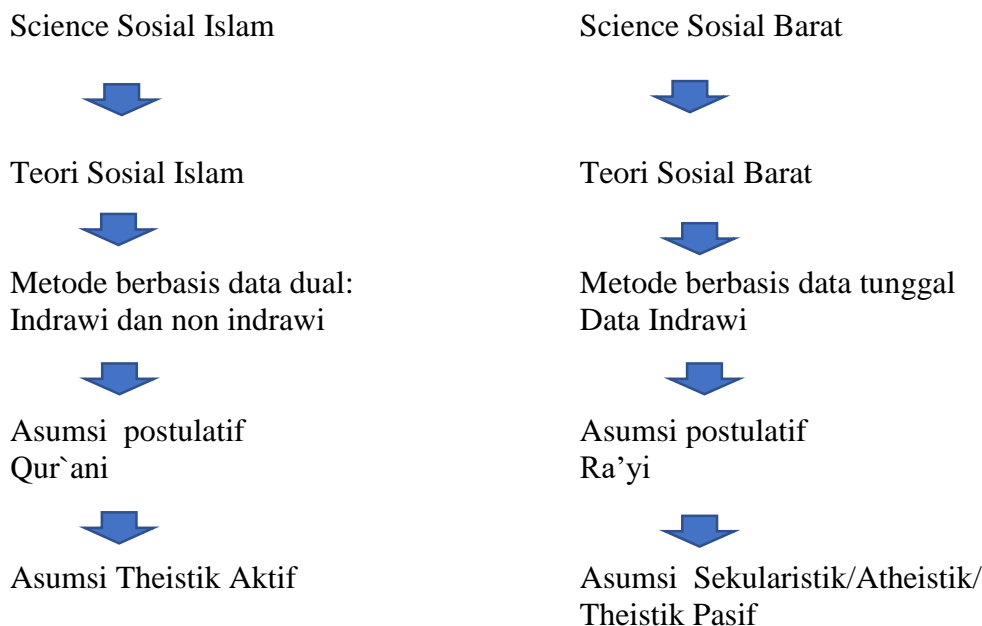 Science Sosial Islam
Science Sosial Barat
Teori Sosial Islam
Teori Sosial Barat
Metode berbasis data dual:
Indrawi dan non indrawi
Metode berbasis data tunggal
Data Indrawi
Asumsi postulatif
Qur`ani
Asumsi postulatif
Ra’yi
Asumsi Theistik Aktif
Asumsi Sekularistik/Atheistik/
Theistik Pasif